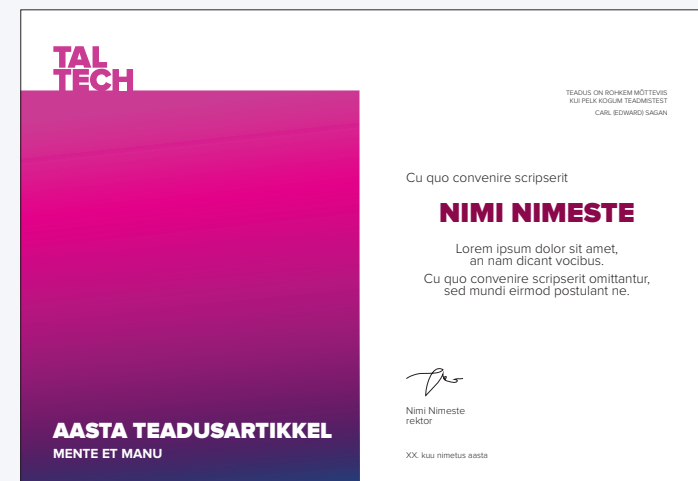 TAL
TECH
TEADUS ON ROHKEM MÕTTEVIIS
KUI PELK KOGUM TEADMISTEST
CARL (EDWARD) SAGAN
Cu quo convenire scripserit
NIMI NIMESTE
Lorem ipsum dolor sit amet,
an nam dicant vocibus.
Cu quo convenire scripserit omittantur,
sed mundi eirmod postulant ne.
Nimi Nimeste
rektor
XX. kuu nimetus aasta
AASTA TEADUSARTIKKEL
MENTE ET MANU